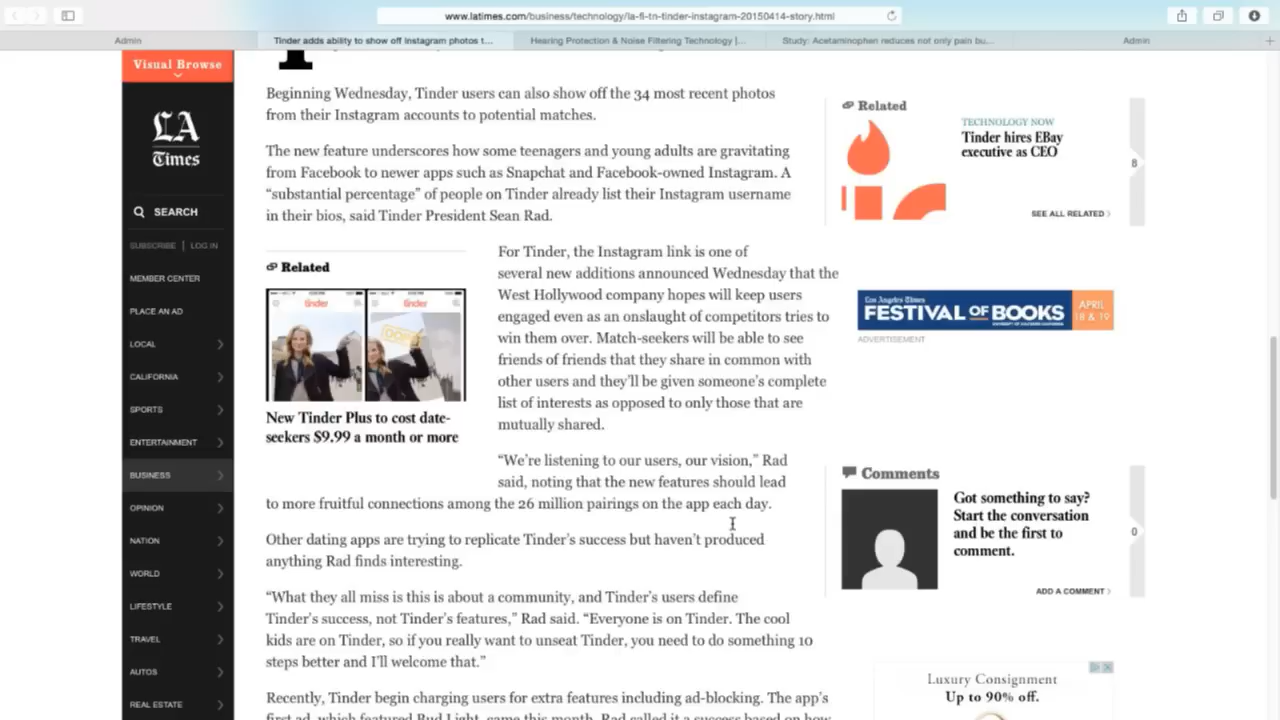 www.latimes.com/business/technology/la-fi-tn-tinder-instagram-20150414-story.html
Admin
Tinder adds ability to show off Instagram photos t...
Hearing Protection & Noise Filtering Technology |...
Study: Acetaminophen reduces not only pain bu...
Admin
Visual Browse
LA
Times
SEARCH
SUBSCRIBE | LOG IN
MEMBER CENTER
PLACE AN AD
LOCAL
CALIFORNIA
SPORTS
ENTERTAINMENT
BUSINESS
OPINION
NATION
WORLD
LIFESTYLE
TRAVEL
AUTOS
REAL ESTATE
Beginning Wednesday, Tinder users can also show off the 34 most recent photos
from their Instagram accounts to potential matches.
The new feature underscores how some teenagers and young adults are gravitating
from Facebook to newer apps such as Snapchat and Facebook-owned Instagram. A
“substantial percentage” of people on Tinder already list their Instagram username
in their bios, said Tinder President Sean Rad.
Related
tinder
tinder
New Tinder Plus to cost date-
seekers $9.99 a month or more
For Tinder, the Instagram link is one of
several new additions announced Wednesday that the
West Hollywood company hopes will keep users
engaged even as an onslaught of competitors tries to
win them over. Match-seekers will be able to see
friends of friends that they share in common with
other users and they’ll be given someone’s complete
list of interests as opposed to only those that are
mutually shared.
“We’re listening to our users, our vision,” Rad
said, noting that the new features should lead
to more fruitful connections among the 26 million pairings on the app each day.
Other dating apps are trying to replicate Tinder’s success but haven’t produced
anything Rad finds interesting.
“What they all miss is this is about a community, and Tinder’s users define
Tinder’s success, not Tinder’s features,” Rad said. “Everyone is on Tinder. The cool
kids are on Tinder, so if you really want to unseat Tinder, you need to do something 10
steps better and I’ll welcome that.”
Recently, Tinder begin charging users for extra features including ad-blocking. The app’s
first ad, which featured Bud Light, came this month. Rad called it a success based on how
Related
TECHNOLOGY NOW
Tinder hires EBay
executive as CEO
8
SEE ALL RELATED
Los Angeles Times
FESTIVAL OF BOOKS
APRIL
18 & 19
ADVERTISEMENT
Comments
Got something to say?
Start the conversation
and be the first to
comment.
0
ADD A COMMENT
Luxury Consignment
Up to 90% off.